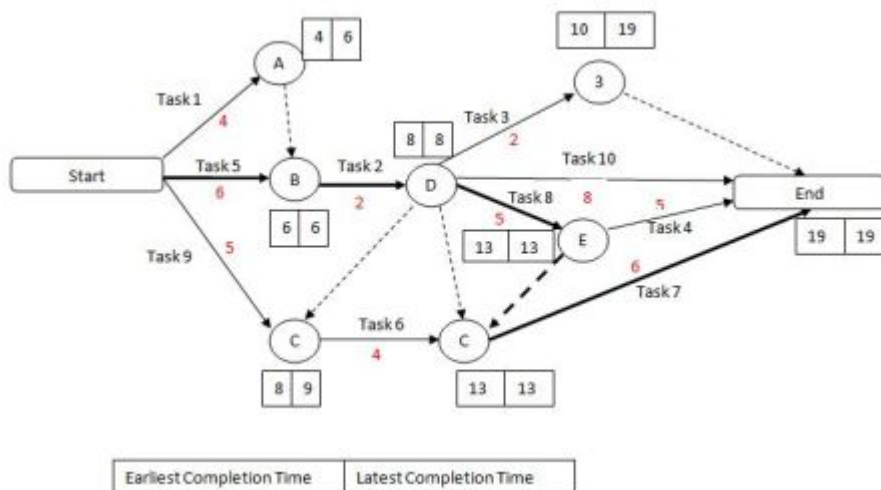 10 19
4 6
A
3
Task 1
4
Task 3
2
8 8
Task 10
Start
Task 5
6
B
Task 2
2
D
Task 8
5
8
5
End
Task 4
6 6
13 13
E
19 19
Task 9
5
6
Task 7
C
Task 6
4
C
8 9
13 13
Earliest Completion Time Latest Completion Time